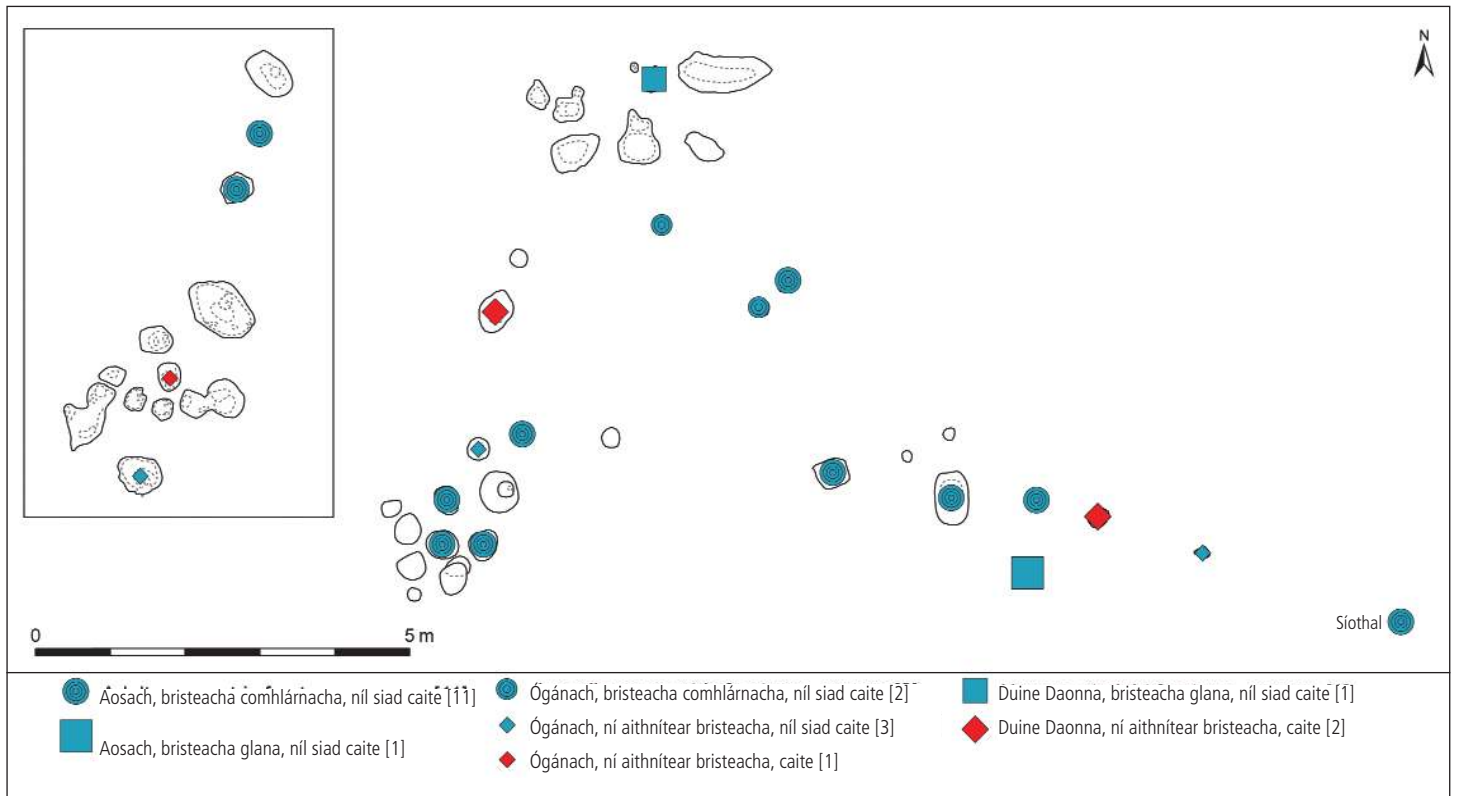 N
0 5 m
Síothal
Aosach, bristeacha comhlárnacha, níl siad caite [11]
Aosach, bristeacha glana, níl siad caite [1]
Ógánach, bristeacha comhlárnacha, níl siad caite [2]
Ógánach, ní aithnítear bristeacha, níl siad caite [3]
Ógánach, ní aithnítear bristeacha, caite [1]
Duine Daonna, bristeacha glana, níl siad caite [1]
Duine Daonna, ní aithnítear bristeacha, caite [2]